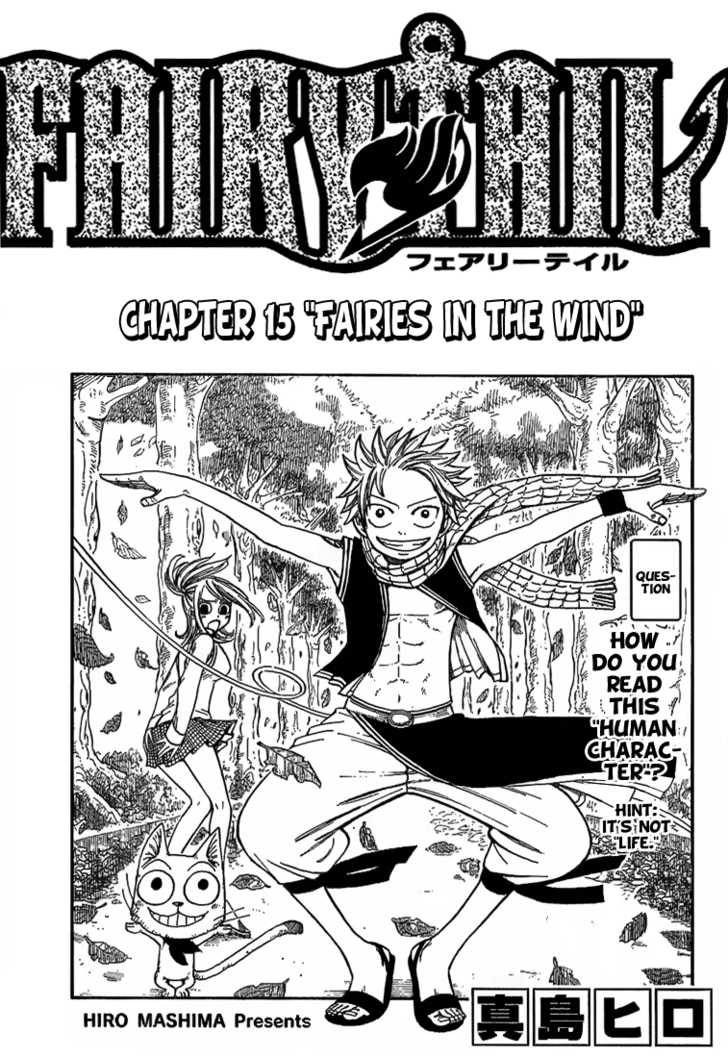 FAIRY TAIL
フェアリーテイル
CHAPTER 15 "FAIRIES IN THE WIND"
QUES-
TION
HOW
DO YOU
READ
THIS
"HUMAN
CHARAC-
TER"?
HINT:
IT'S NOT
"LIFE."
HIRO MASHIMA Presents
真島ヒロ